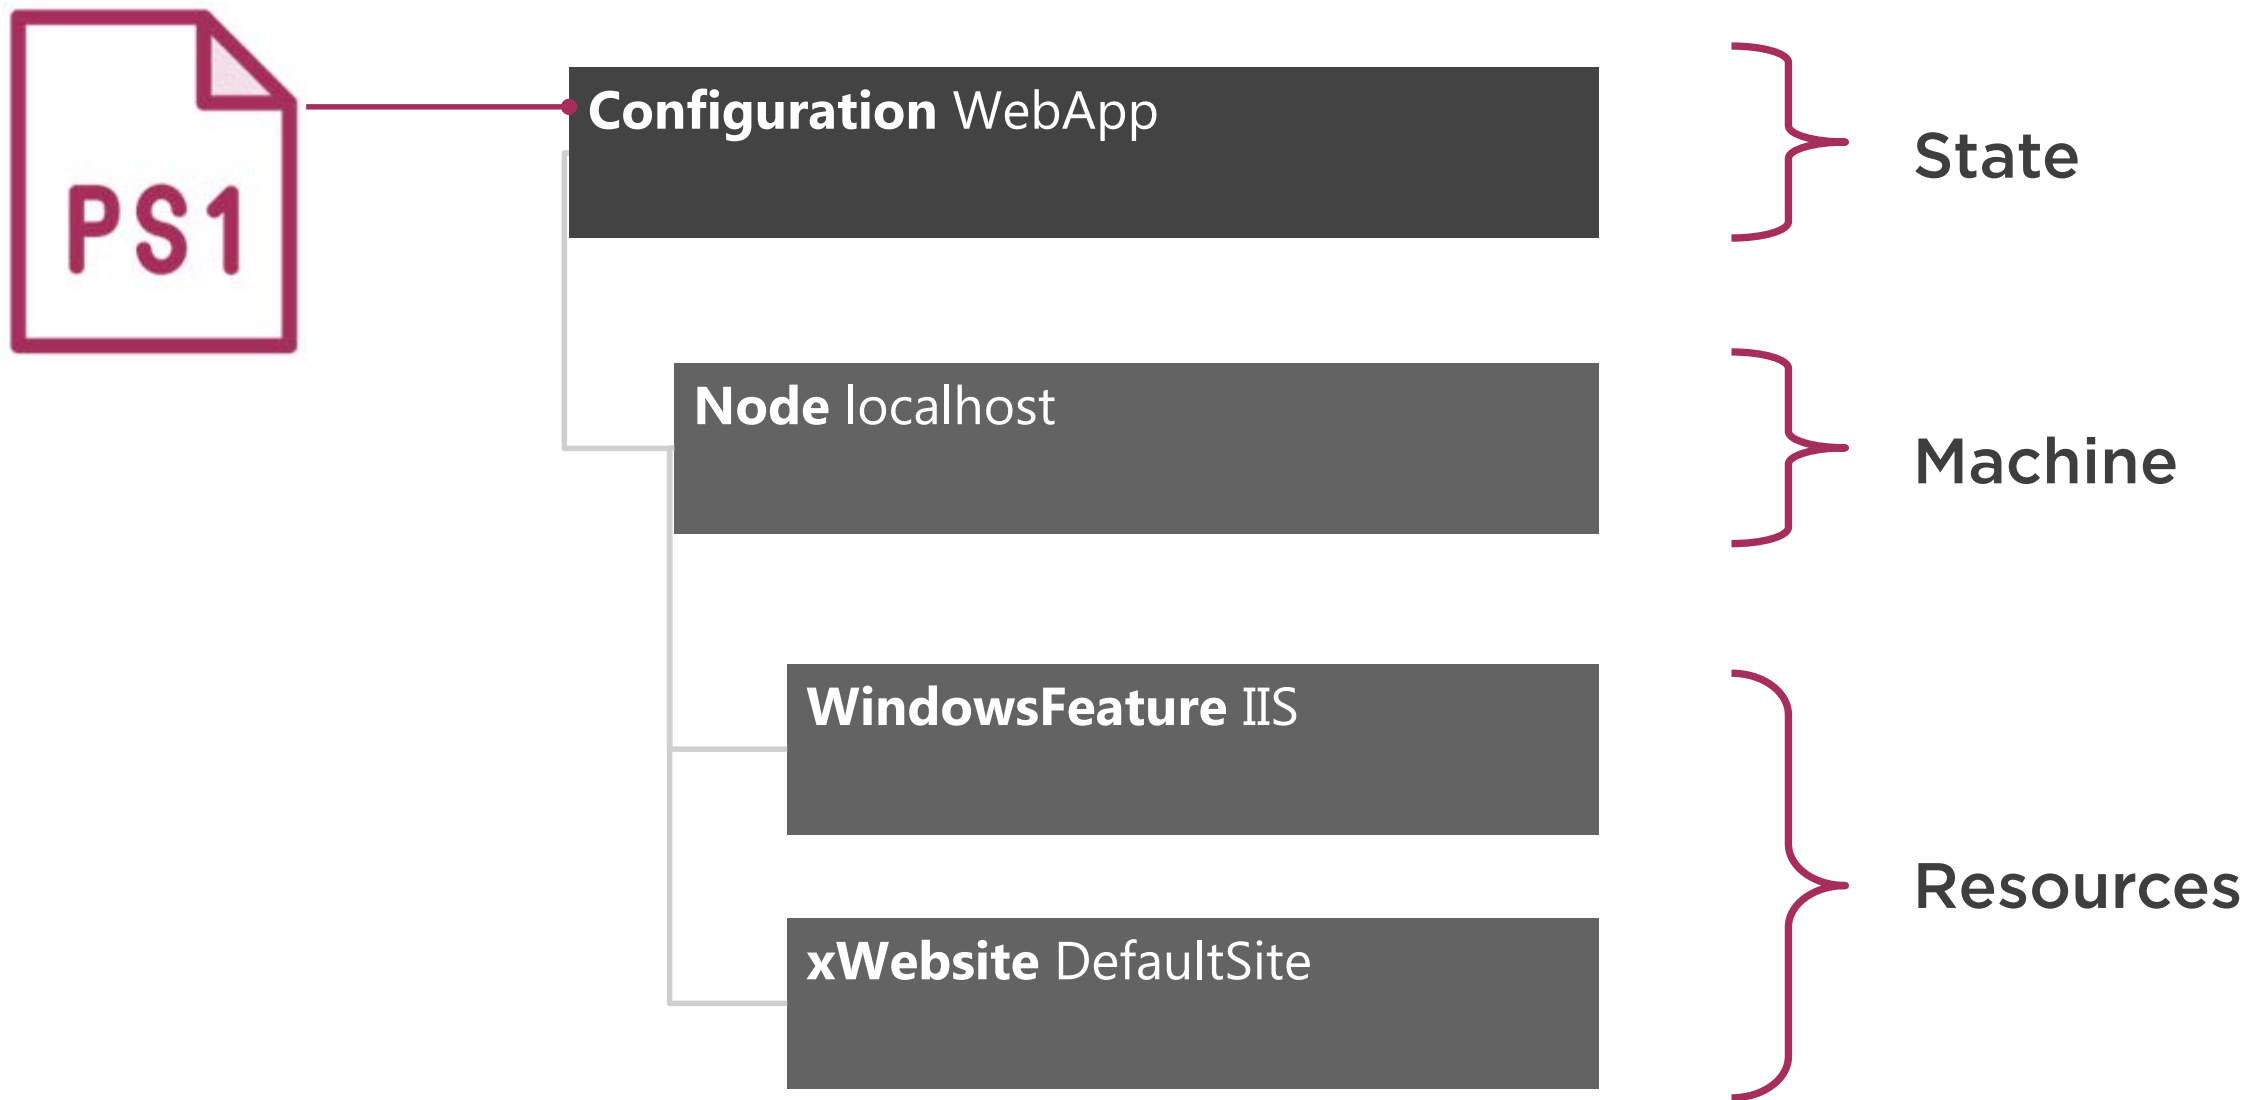 PS1
Configuration WebApp
State
Node localhost
Machine
WindowsFeature IIS
Resources
xWebsite DefaultSite